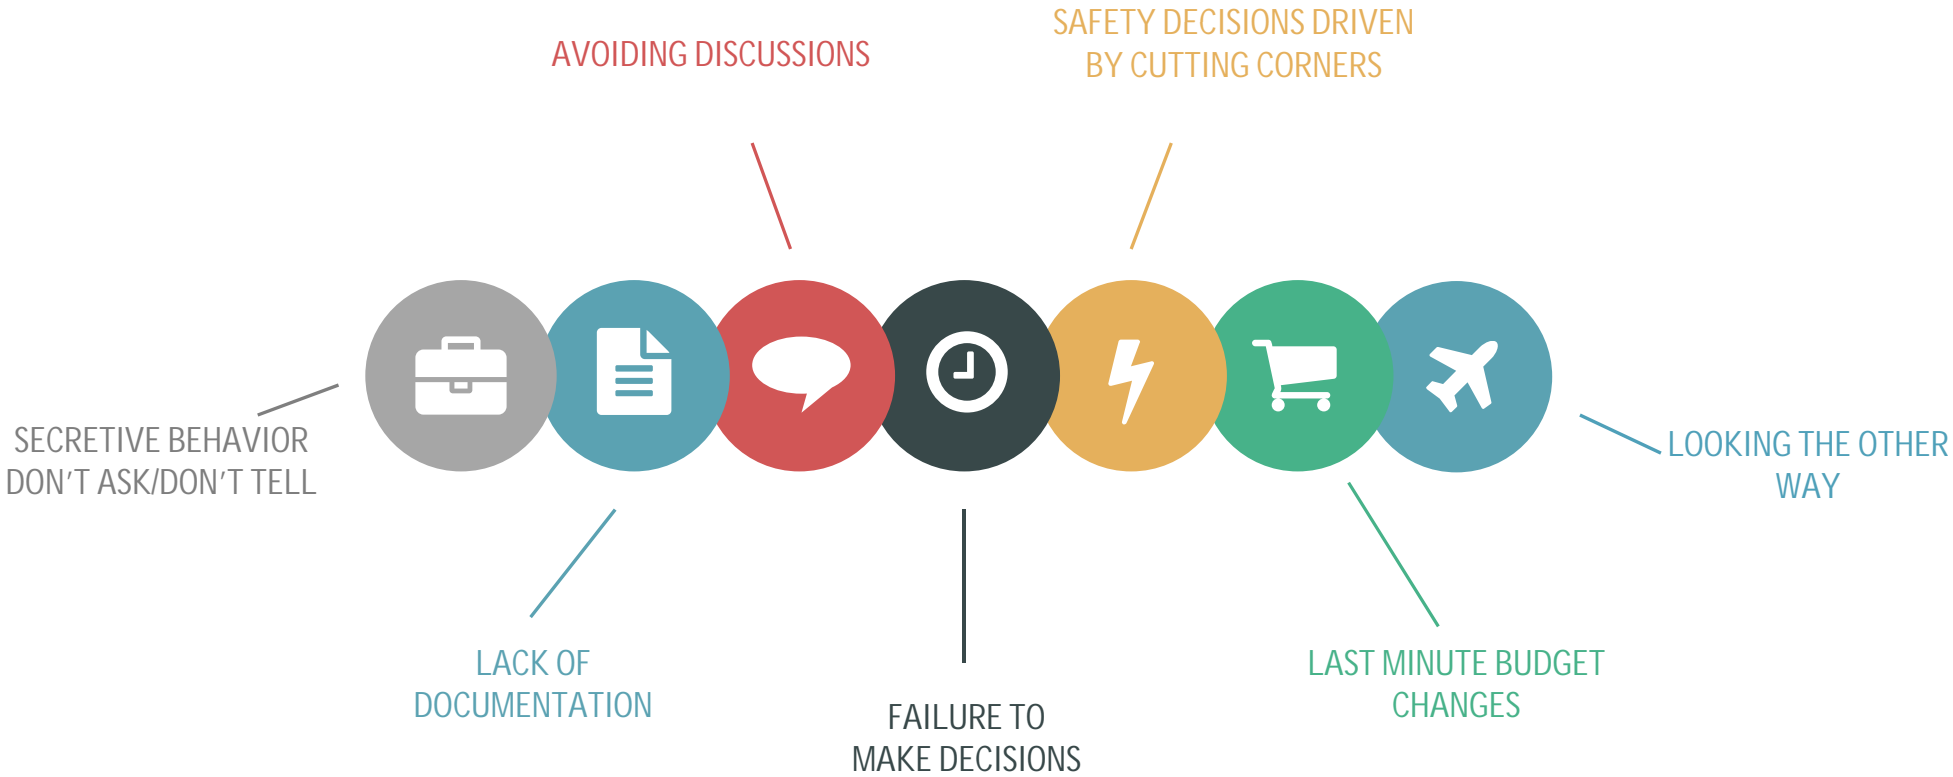 SAFETY DECISIONS DRIVEN
BY CUTTING CORNERS
AVOIDING DISCUSSIONS
SECRETIVE BEHAVIOR
DON'T ASK/DON'T TELL
LOOKING THE OTHER
WAY
LACK OF
DOCUMENTATION
LAST MINUTE BUDGET
CHANGES
FAILURE TO
MAKE DECISIONS